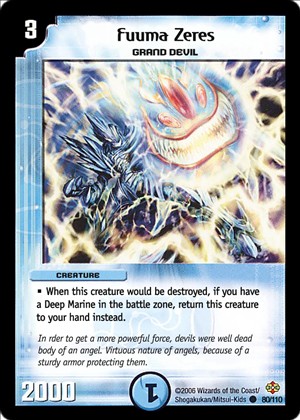 3
Fuuma Zeres
GRAND DEVIL
CREATURE
▪ When this creature would be destroyed, if you have
a Deep Marine in the battle zone, return this creature
to your hand instead.
In rder to get a more powerful force, devils were well dead
body of an angel. Virtuous nature of angels, because of a
sturdy armor protecting them.
2000
©2006 Wizards of the Coast/
Shogakukan/Mitsui-Kids ● 80/110